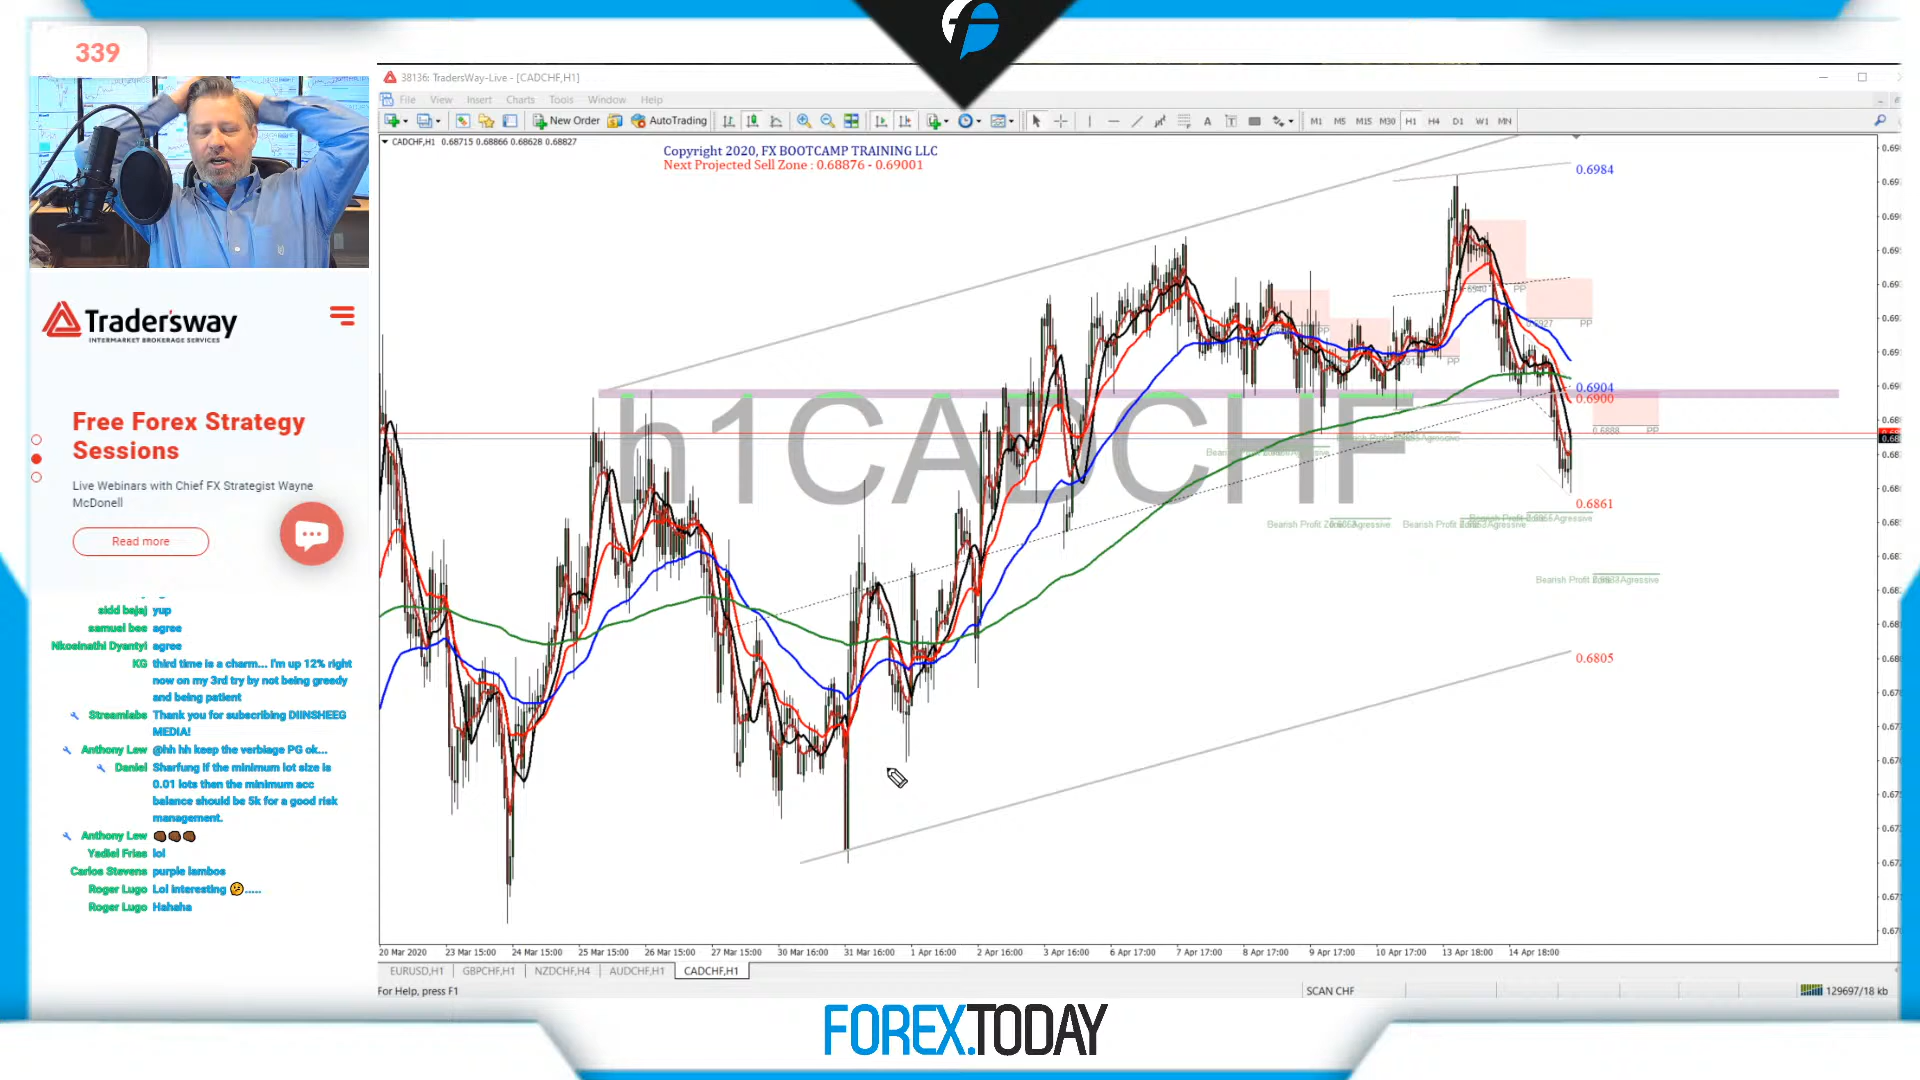 339
38136: TradersWay-Live - [CADCHF,H1]
File View Insert Charts Tools Window Help
New Order AutoTrading A T M1 M5 M15 M30 H1 H4 D1 W1 MN
CADCHF,H1 0.68715 0.68866 0.68628 0.68827
Copyright 2020, FX BOOTCAMP TRAINING LLC
Next Projected Sell Zone : 0.68876 - 0.69001
0.6984
PP
PP
PP
0.6904
0.6900
0.6888 PP
h1CADCHF
0.6861
Bearish Profit Zone
Agressive
0.6805
Trader'sway
INTERMARKET BROKERAGE SERVICES
Free Forex Strategy
Sessions
Live Webinars with Chief FX Strategist Wayne
McDonell
Read more
sidd bajaj yup
samuel bee agree
Nkosinathi Dyantyi agree
KG third time is a charm... I'm up 12% right
now on my 3rd try by not being greedy
and being patient
Streamlabs Thank you for subscribing DIINSHEEG
MEDIA!
Anthony Lew @hh hh keep the verbiage PG ok...
Daniel Sharfung if the minimum lot size is
0.01 lots then the minimum acc
balance should be 5k for a good risk
management.
Anthony Lew
Yadiel Frias lol
Carlos Stevens purple lambos
Roger Lugo Lol interesting .....
Roger Lugo Hahaha
20 Mar 2020 23 Mar 15:00 24 Mar 15:00 25 Mar 15:00 26 Mar 15:00 27 Mar 15:00 30 Mar 16:00 31 Mar 16:00 1 Apr 16:00 2 Apr 16:00 3 Apr 16:00 6 Apr 17:00 7 Apr 17:00 8 Apr 17:00 9 Apr 17:00 10 Apr 17:00 13 Apr 18:00 14 Apr 18:00
EURUSD,H1 GBPCHF,H1 NZDCHF,H4 AUDCHF,H1 CADCHF,H1
For Help, press F1
SCAN CHF
129697/18 kb
FOREX.TODAY